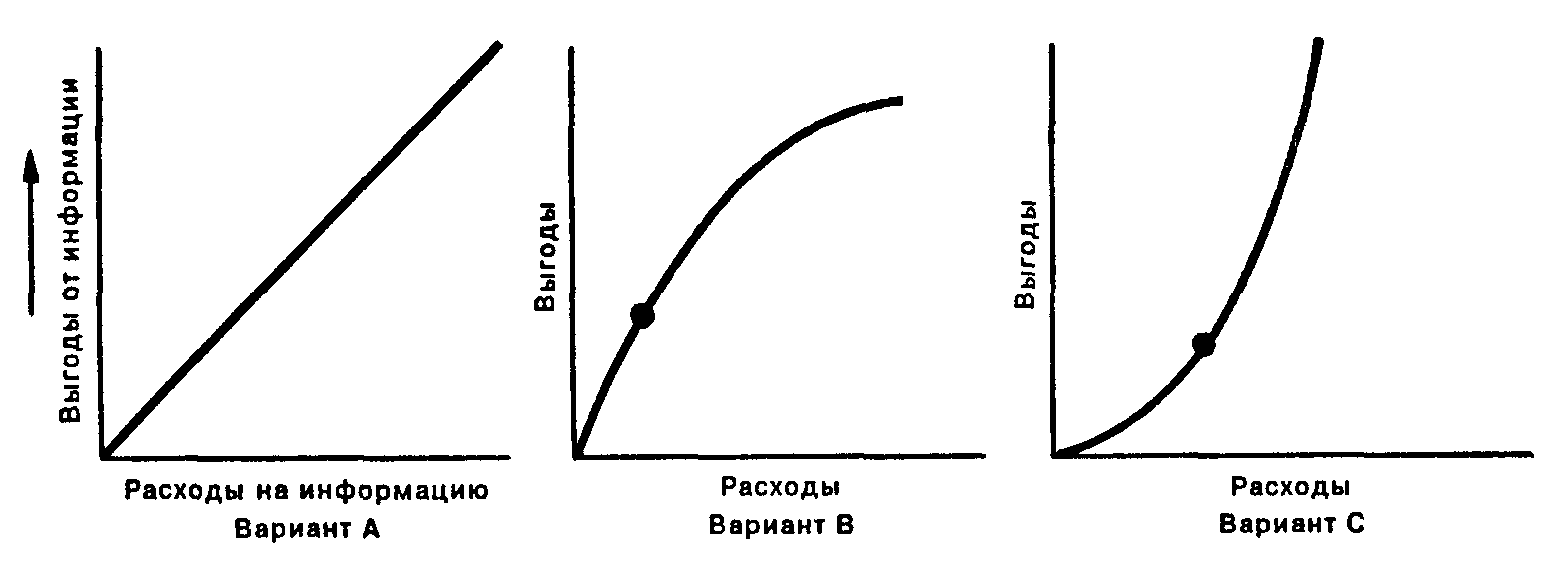 Выгоды от информации
Расходы на информацию
Вариант А
Выгоды
Расходы
Вариант В
Выгоды
Расходы
Вариант С